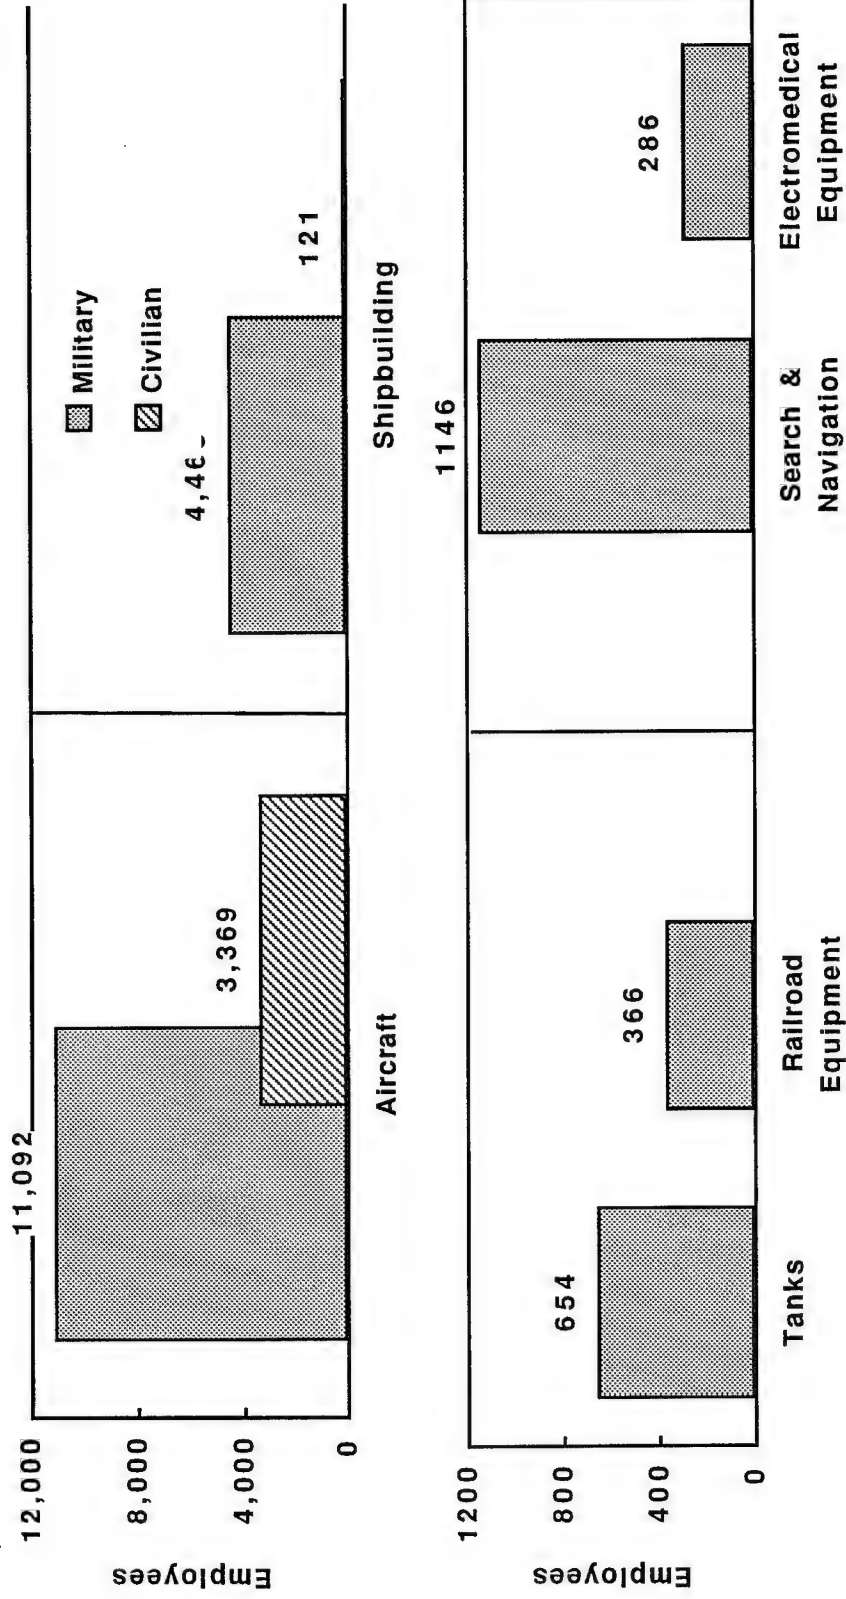 Employees
12,000
8,000
4,000
0
11,092
3,369
Military
Civilian
121
Aircraft
Shipbuilding
Employees
1200
800
400
0
654
366
1146
286
Tanks
Railroad
Equipment
Search &
Navigation
Electromedical
Equipment